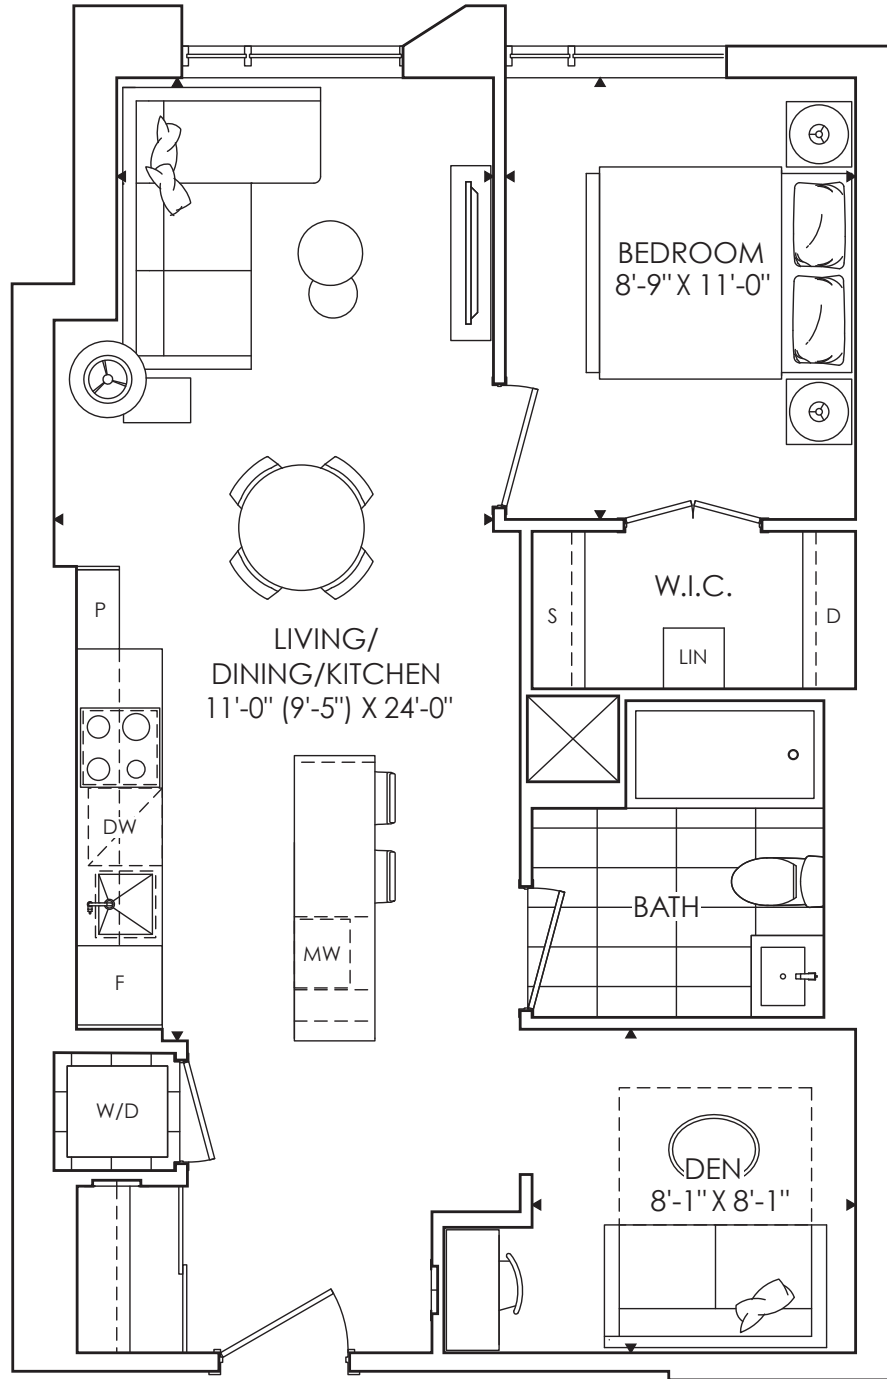 BEDROOM
8'-9" X 11'-0"
W.I.C.
S
D
LIN
P
LIVING/
DINING/KITCHEN
11'-0" (9'-5") X 24'-0"
DW
BATH
MW
F
W/D
DEN
8'-1" X 8'-1"